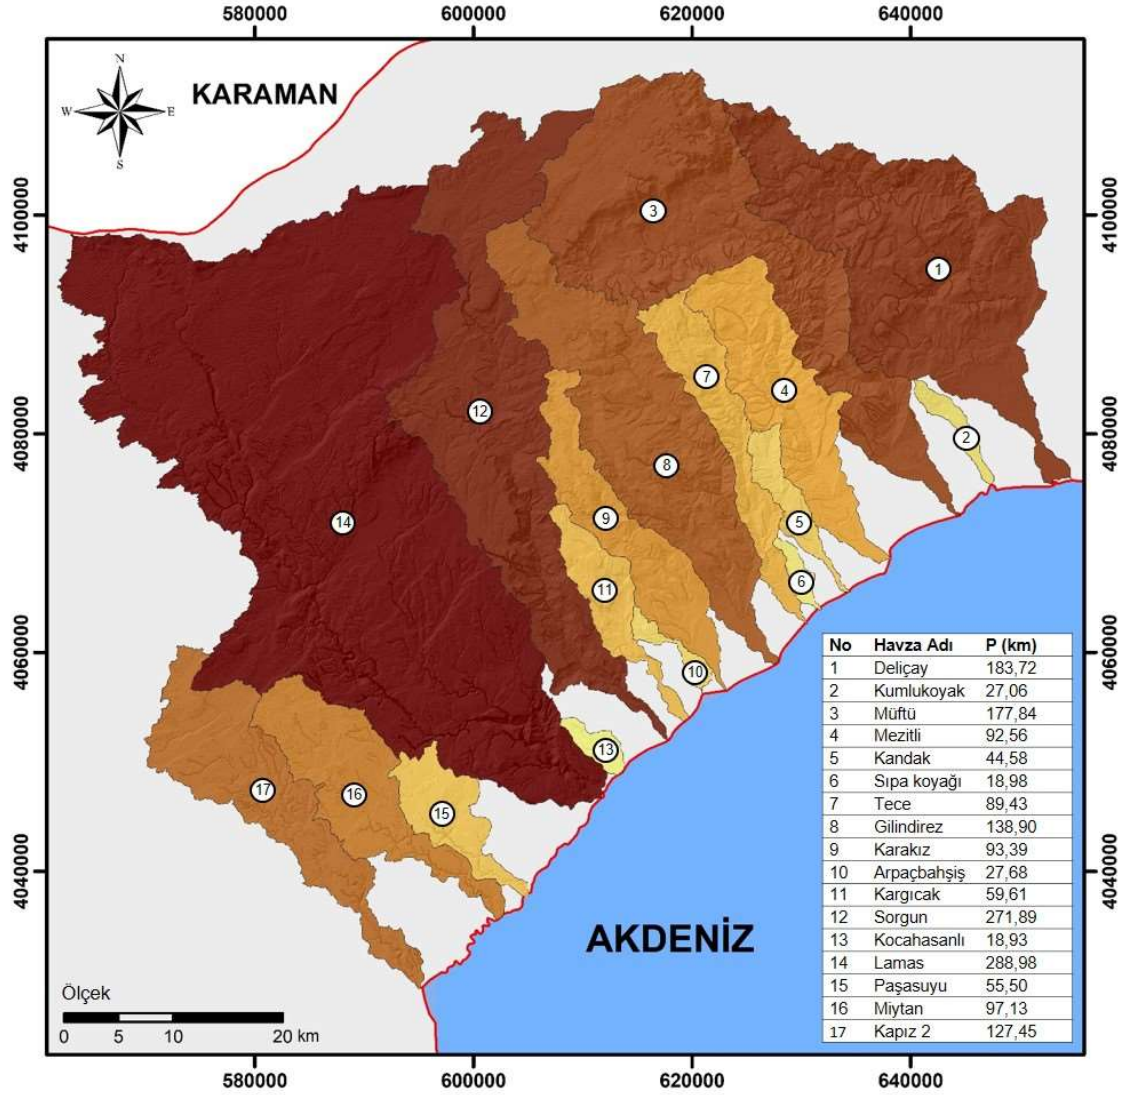 580000 600000 620000 640000
N
W E
S
KARAMAN
4100000 4100000
4080000 4080000
4060000 4060000
4040000 4040000
3
1
7
4
12
2
8
14
9
5
6
11
10
13
17
16
15
AKDENİZ
No Havza Adı P (km)
1 Deliçay 183,72
2 Kumlukoyak 27,06
3 Müftü 177,84
4 Mezitli 92,56
5 Kandak 44,58
6 Sıpa koyağı 18,98
7 Tece 89,43
8 Gilindirez 138,90
9 Karakız 93,39
10 Arpaçbahşiş 27,68
11 Kargıcak 59,61
12 Sorgun 271,89
13 Kocahasanlı 18,93
14 Lamas 288,98
15 Paşasuyu 55,50
16 Miytan 97,13
17 Kapız 2 127,45
Ölçek
0 5 10 20 km
580000 600000 620000 640000